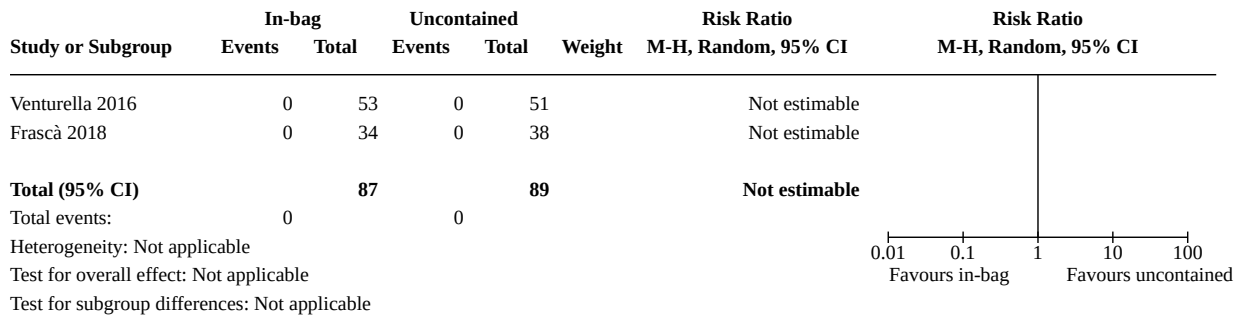 In-bag Uncontained Risk Ratio Risk Ratio
Study or Subgroup Events Total Events Total Weight M-H, Random, 95% CI M-H, Random, 95% CI
Venturella 2016 0 53 0 51 Not estimable
Frascà 2018 0 34 0 38 Not estimable
Total (95% CI) 87 89 Not estimable
Total events: 0 0
Heterogeneity: Not applicable
0.01 0.1 1 10 100
Test for overall effect: Not applicable Favours in-bag Favours uncontained
Test for subgroup differences: Not applicable